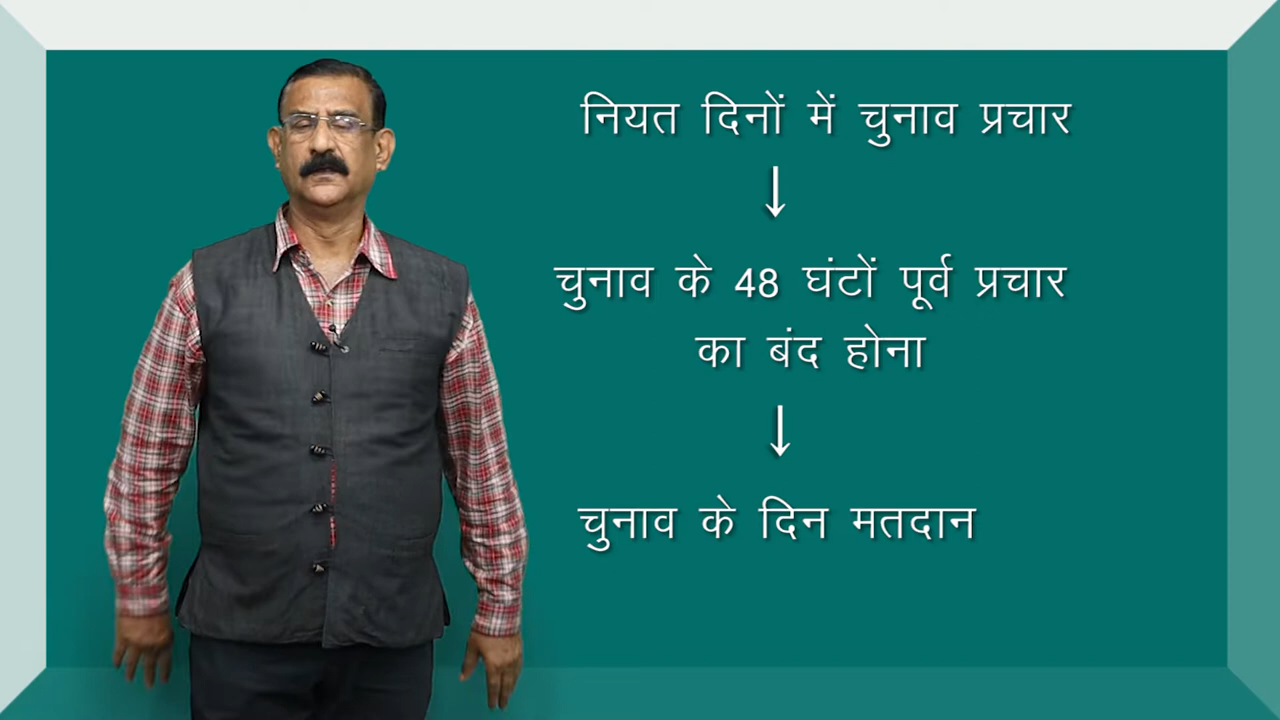 नियत दिनों में चुनाव प्रचार
↓
चुनाव के 48 घंटों पूर्व प्रचार
का बंद होना
↓
चुनाव के दिन मतदान